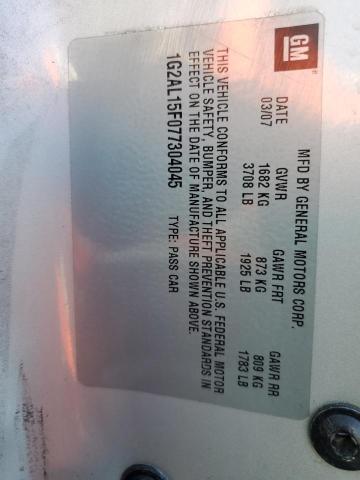 GM
MFD BY GENERAL MOTORS CORP.
DATE GVWR GAWR FRT GAWR RR
03/07 1682 KG 873 KG 809 KG
3708 LB 1925 LB 1783 LB
THIS VEHICLE CONFORMS TO ALL APPLICABLE U.S. FEDERAL MOTOR
VEHICLE SAFETY, BUMPER, AND THEFT PREVENTION STANDARDS IN
EFFECT ON THE DATE OF MANUFACTURE SHOWN ABOVE.
1G2AL15F077304045 TYPE: PASS CAR